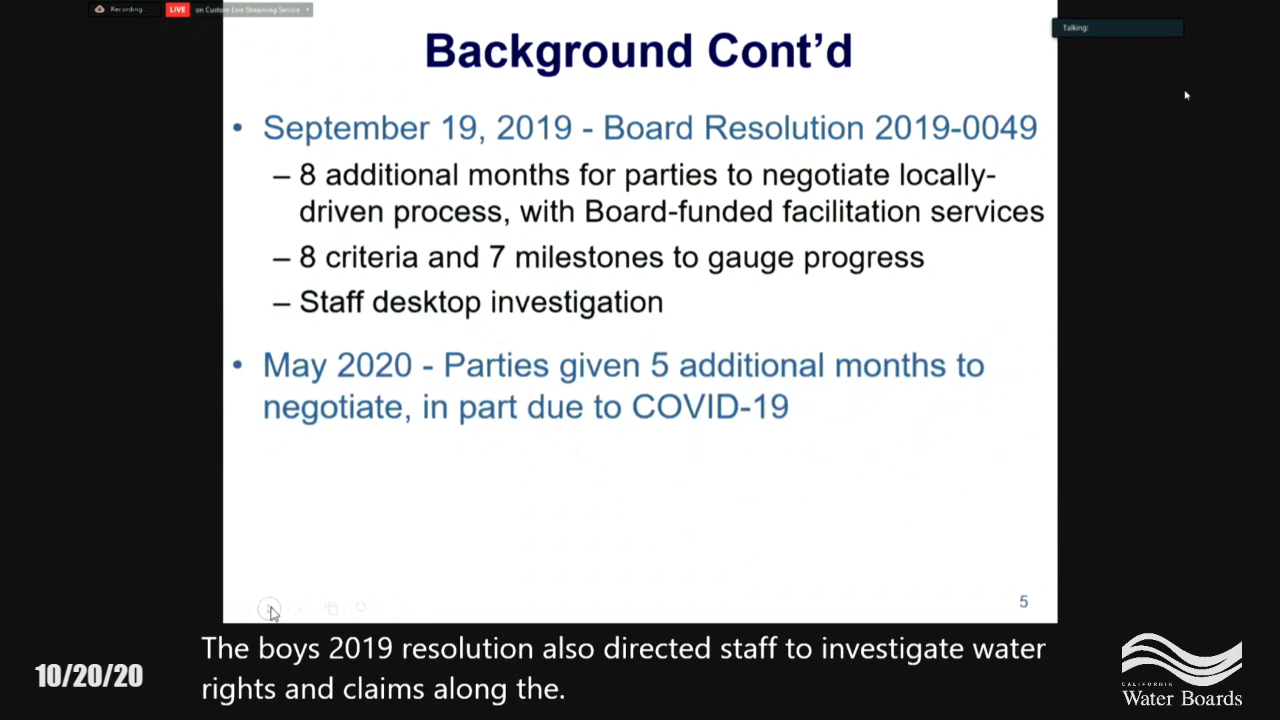 Recording...
LIVE on Custom Live Streaming Service
Talking:
Background Cont'd
• September 19, 2019 - Board Resolution 2019-0049
– 8 additional months for parties to negotiate locally-
driven process, with Board-funded facilitation services
– 8 criteria and 7 milestones to gauge progress
– Staff desktop investigation
• May 2020 - Parties given 5 additional months to
negotiate, in part due to COVID-19
5
The boys 2019 resolution also directed staff to investigate water
rights and claims along the.
10/20/20
CALIFORNIA
Water Boards